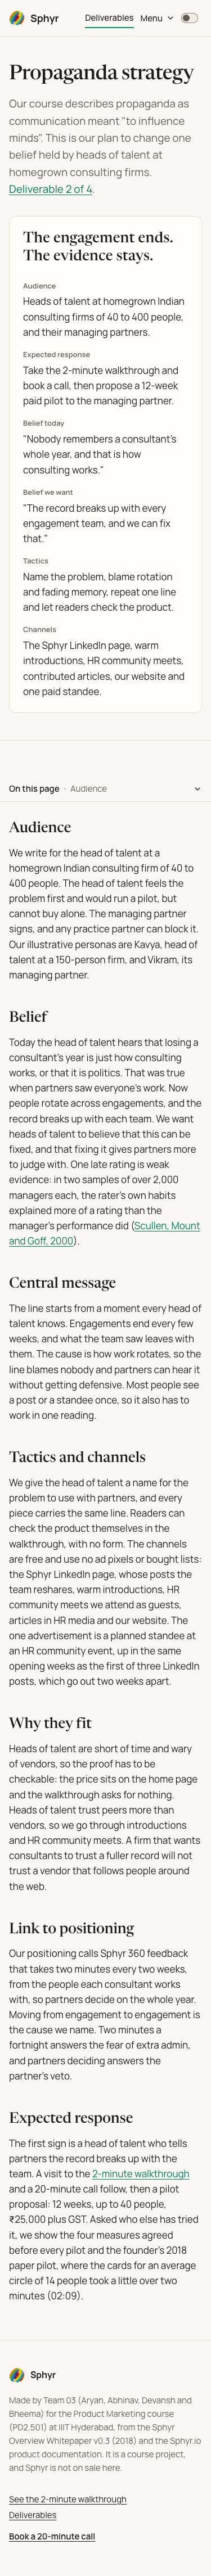 Sphyr
Deliverables
Menu
Propaganda strategy
Our course describes propaganda as
communication meant "to influence
minds". This is our plan to change one
belief held by heads of talent at
homegrown consulting firms.
Deliverable 2 of 4.
The engagement ends.
The evidence stays.
Audience
Heads of talent at homegrown Indian
consulting firms of 40 to 400 people,
and their managing partners.
Expected response
Take the 2-minute walkthrough and
book a call, then propose a 12-week
paid pilot to the managing partner.
Belief today
"Nobody remembers a consultant's
whole year, and that is how
consulting works."
Belief we want
"The record breaks up with every
engagement team, and we can fix
that."
Tactics
Name the problem, blame rotation
and fading memory, repeat one line
and let readers check the product.
Channels
The Sphyr LinkedIn page, warm
introductions, HR community meets,
contributed articles, our website and
one paid standee.
On this page · Audience
Audience
We write for the head of talent at a
homegrown Indian consulting firm of 40 to
400 people. The head of talent feels the
problem first and would run a pilot, but
cannot buy alone. The managing partner
signs, and any practice partner can block it.
Our illustrative personas are Kavya, head of
talent at a 150-person firm, and Vikram, its
managing partner.
Belief
Today the head of talent hears that losing a
consultant's year is just how consulting
works, or that it is politics. That was true
when partners saw everyone's work. Now
people rotate across engagements, and the
record breaks up with each team. We want
heads of talent to believe that this can be
fixed, and that fixing it gives partners more
to judge with. One late rating is weak
evidence: in two samples of over 2,000
managers each, the rater's own habits
explained more of a rating than the
manager's performance did (Scullen, Mount
and Goff, 2000).
Central message
The line starts from a moment every head of
talent knows. Engagements end every few
weeks, and what the team saw leaves with
them. The cause is how work rotates, so the
line blames nobody and partners can hear it
without getting defensive. Most people see
a post or a standee once, so it also has to
work in one reading.
Tactics and channels
We give the head of talent a name for the
problem to use with partners, and every
piece carries the same line. Readers can
check the product themselves in the
walkthrough, with no form. The channels
are free and use no ad pixels or bought lists:
the Sphyr LinkedIn page, whose posts the
team reshares, warm introductions, HR
community meets we attend as guests,
articles in HR media and our website. The
one advertisement is a planned standee at
an HR community event, up in the same
opening weeks as the first of three LinkedIn
posts, which go out two weeks apart.
Why they fit
Heads of talent are short of time and wary
of vendors, so the proof has to be
checkable: the price sits on the home page
and the walkthrough asks for nothing.
Heads of talent trust peers more than
vendors, so we go through introductions
and HR community meets. A firm that wants
consultants to trust a fuller record will not
trust a vendor that follows people around
the web.
Link to positioning
Our positioning calls Sphyr 360 feedback
that takes two minutes every two weeks,
from the people each consultant works
with, so partners decide on the whole year.
Moving from engagement to engagement is
the cause we name. Two minutes a
fortnight answers the fear of extra admin,
and partners deciding answers the
partner's veto.
Expected response
The first sign is a head of talent who tells
partners the record breaks up with the
team. A visit to the 2-minute walkthrough
and a 20-minute call follow, then a pilot
proposal: 12 weeks, up to 40 people,
₹25,000 plus GST. Asked who else has tried
it, we show the four measures agreed
before every pilot and the founder's 2018
paper pilot, where the cards for an average
circle of 14 people took a little over two
minutes (02:09).
Sphyr
Made by Team 03 (Aryan, Abhinav, Devansh and
Bheema) for the Product Marketing course
(PD2.501) at IIIT Hyderabad, from the Sphyr
Overview Whitepaper v0.3 (2018) and the Sphyr.io
product documentation. It is a course project,
and Sphyr is not on sale here.
See the 2-minute walkthrough
Deliverables
Book a 20-minute call